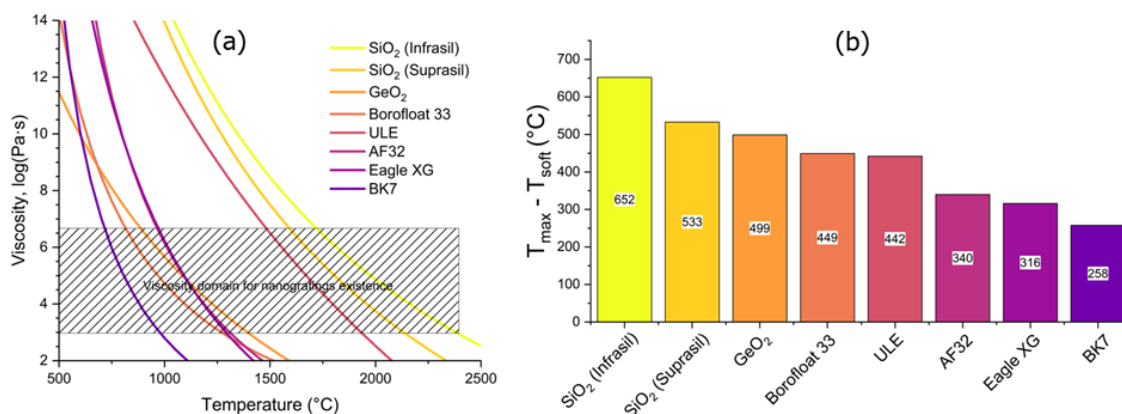 (a)
14
12
10
8
6
4
2
Viscosity, log(Pa·s)
SiO₂ (Infrasil)
SiO₂ (Suprasil)
GeO₂
Borofloat 33
ULE
AF32
Eagle XG
BK7
Viscosity domain for nanogratings existence
500
1000
1500
2000
2500
Temperature (°C)
(b)
700
650
600
500
400
300
200
100
0
Tmax - Tsoft (°C)
652
533
499
449
442
340
316
258
SiO₂ (Infrasil)
SiO₂ (Suprasil)
GeO₂
Borofloat 33
ULE
AF32
Eagle XG
BK7